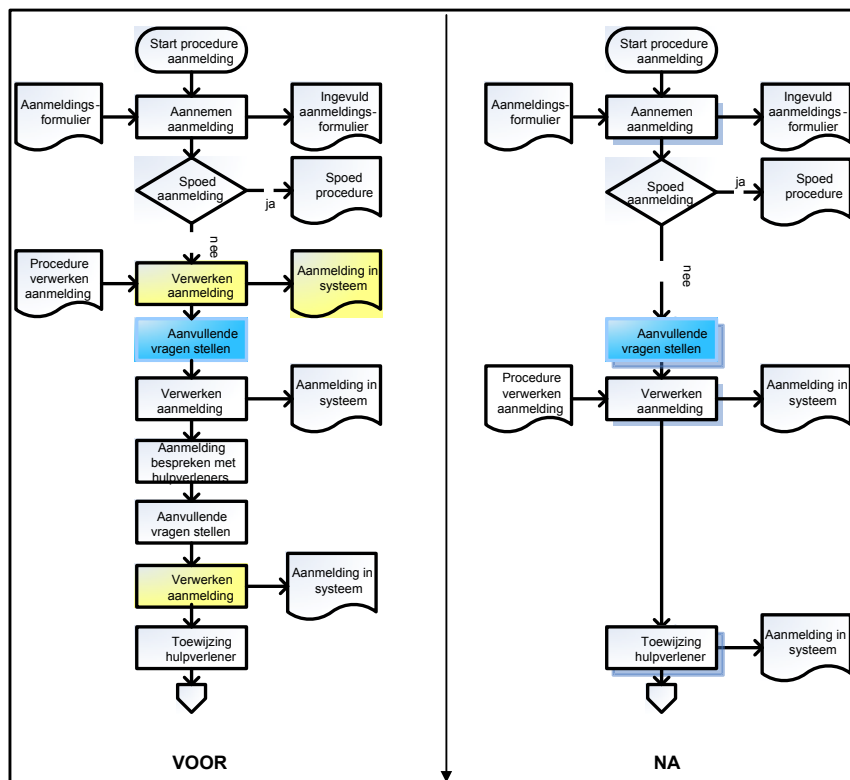 Start procedure
aanmelding
Aanmeldings-
formulier
Aannemen
aanmelding
Ingevuld
aanmeldings-
formulier
Spoed
aanmelding
ja
Spoed
procedure
nee
Procedure
verwerken
aanmelding
Verwerken
aanmelding
Aanmelding in
systeem
Aanvullende
vragen stellen
Verwerken
aanmelding
Aanmelding in
systeem
Aanmelding
bespreken met
hulpverleners
Aanvullende
vragen stellen
Verwerken
aanmelding
Aanmelding in
systeem
Toewijzing
hulpverlener
VOOR
Start procedure
aanmelding
Aanmeldings-
formulier
Aannemen
aanmelding
Ingevuld
aanmeldings-
formulier
Spoed
aanmelding
ja
Spoed
procedure
nee
Aanvullende
vragen stellen
Procedure
verwerken
aanmelding
Verwerken
aanmelding
Aanmelding in
systeem
Toewijzing
hulpverlener
Aanmelding in
systeem
NA